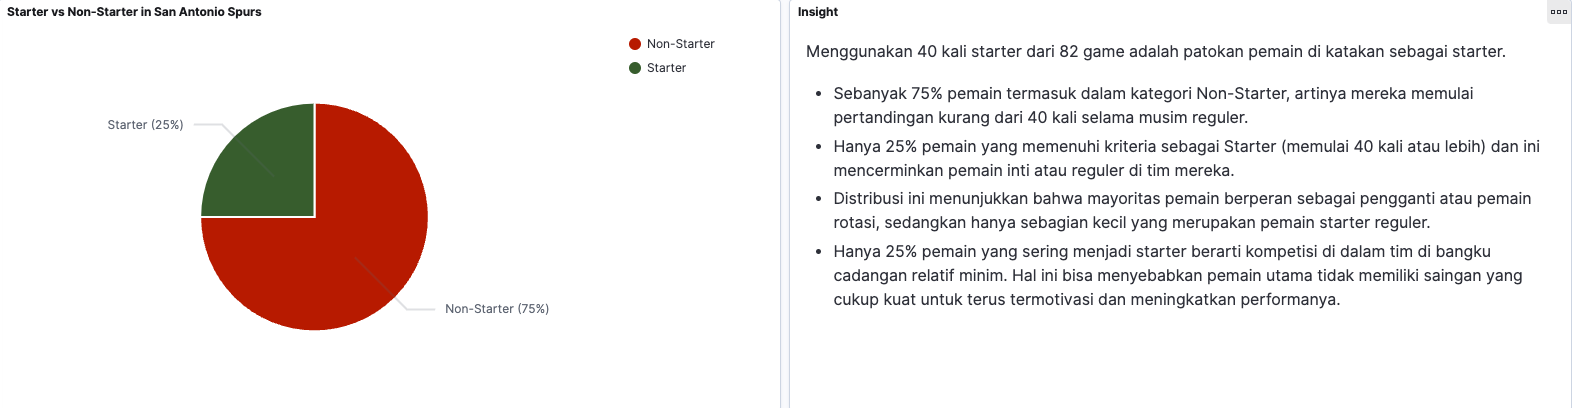 Starter vs Non-Starter in San Antonio Spurs
Non-Starter
Starter
Starter (25%)
Non-Starter (75%)
Insight
Menggunakan 40 kali starter dari 82 game adalah patokan pemain di katakan sebagai starter.
• Sebanyak 75% pemain termasuk dalam kategori Non-Starter, artinya mereka memulai
pertandingan kurang dari 40 kali selama musim reguler.
• Hanya 25% pemain yang memenuhi kriteria sebagai Starter (memulai 40 kali atau lebih) dan ini
mencerminkan pemain inti atau reguler di tim mereka.
• Distribusi ini menunjukkan bahwa mayoritas pemain berperan sebagai pengganti atau pemain
rotasi, sedangkan hanya sebagian kecil yang merupakan pemain starter reguler.
• Hanya 25% pemain yang sering menjadi starter berarti kompetisi di dalam tim di bangku
cadangan relatif minim. Hal ini bisa menyebabkan pemain utama tidak memiliki saingan yang
cukup kuat untuk terus termotivasi dan meningkatkan performanya.